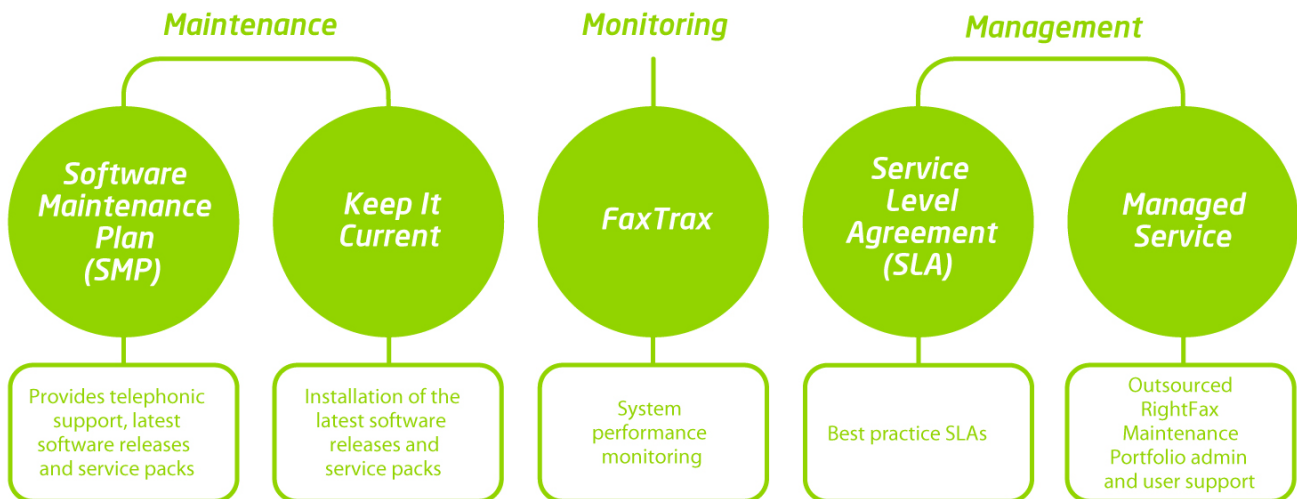 Maintenance
Monitoring
Management
Software
Maintenance
Plan
(SMP)
Keep It
Current
FaxTrax
Service
Level
Agreement
(SLA)
Managed
Service
Provides telephonic
support, latest
software releases
and service packs
Installation of the
latest software
releases and
service packs
System
performance
monitoring
Best practice SLAs
Outsourced
RightFax
Maintenance
Portfolio admin
and user support